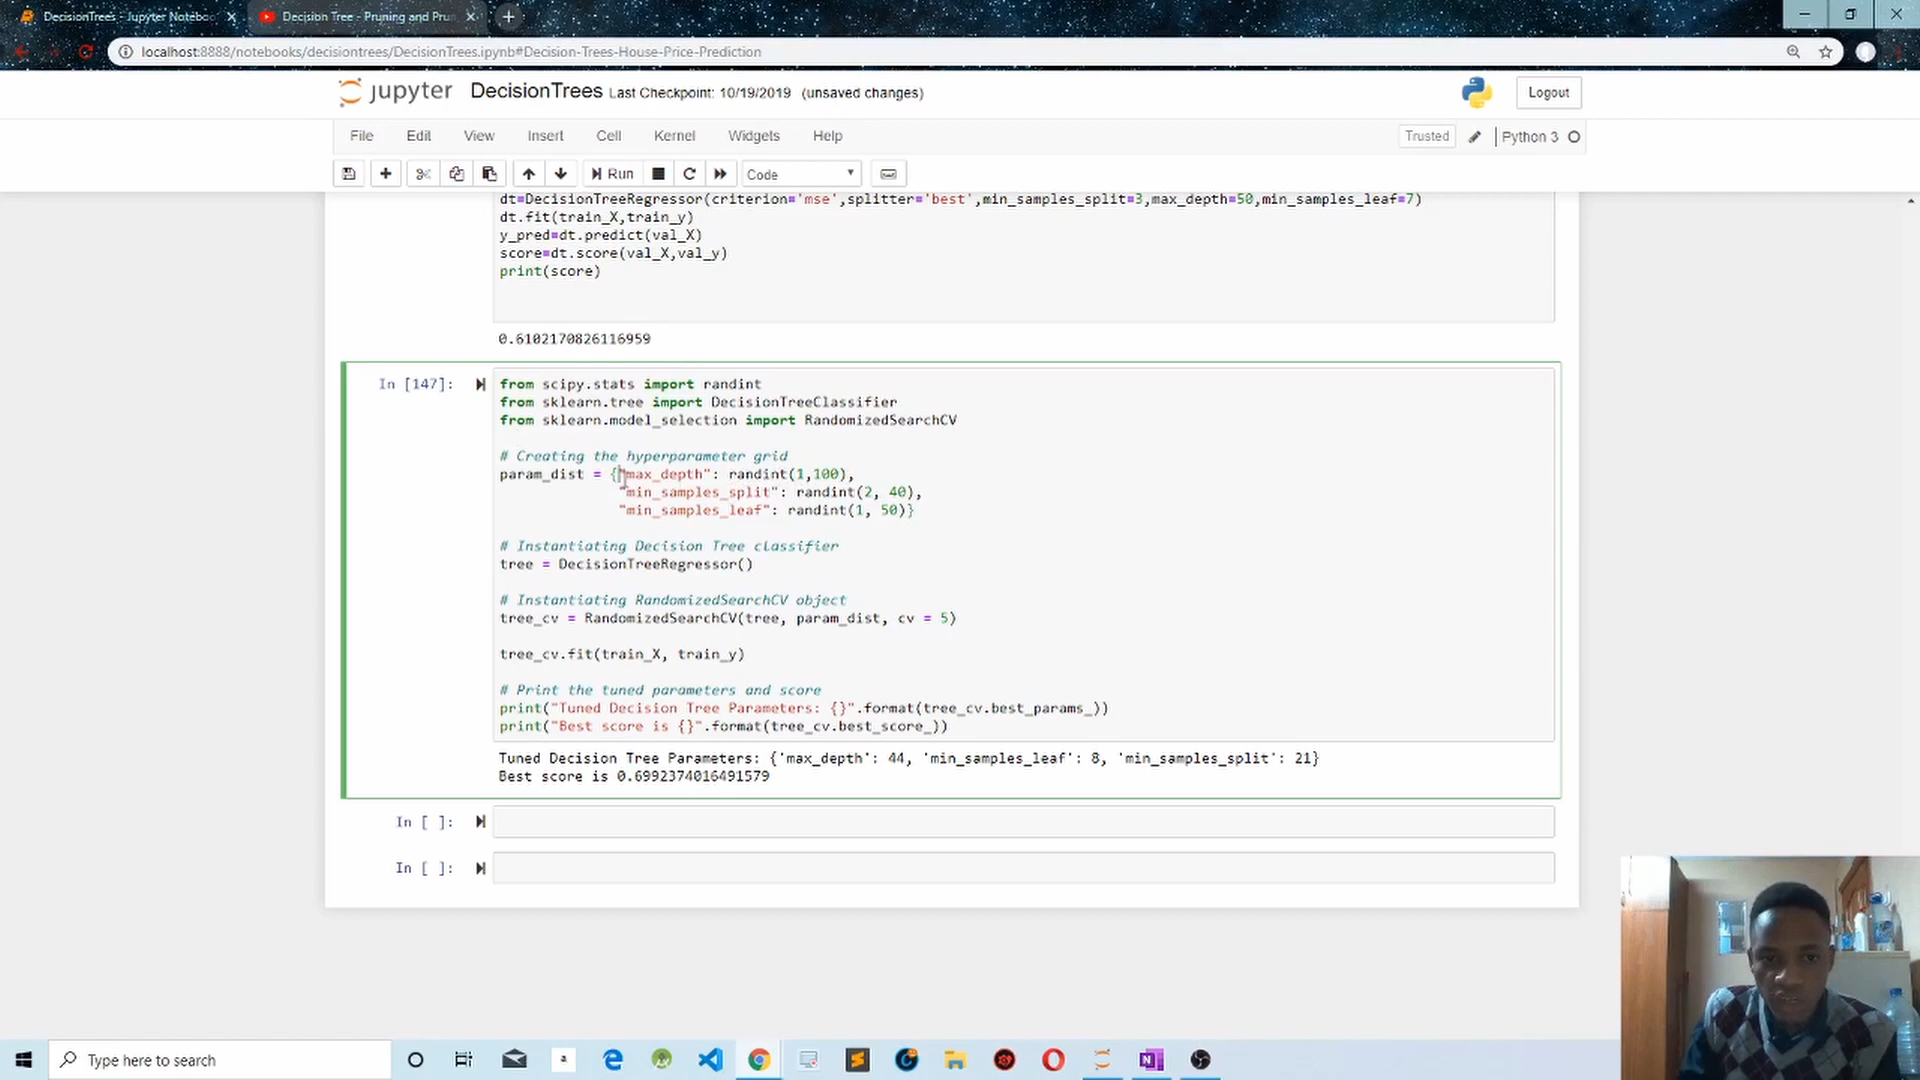 DecisionTrees - Jupyter Noteboo
Decision Tree - Pruning and Prun
localhost:8888/notebooks/decisiontrees/DecisionTrees.ipynb#Decision-Trees-House-Price-Prediction
jupyter DecisionTrees Last Checkpoint: 10/19/2019 (unsaved changes)
Logout
File Edit View Insert Cell Kernel Widgets Help
Trusted Python 3
Run Code
dt=DecisionTreeRegressor(criterion='mse',splitter='best',min_samples_split=3,max_depth=50,min_samples_leaf=7)
dt.fit(train_X,train_y)
y_pred=dt.predict(val_X)
score=dt.score(val_X,val_y)
print(score)
0.6102170826116959
In [147]:
from scipy.stats import randint
from sklearn.tree import DecisionTreeClassifier
from sklearn.model_selection import RandomizedSearchCV
# Creating the hyperparameter grid
param_dist = {"max_depth": randint(1,100),
"min_samples_split": randint(2, 40),
"min_samples_leaf": randint(1, 50)}
# Instantiating Decision Tree classifier
tree = DecisionTreeRegressor()
# Instantiating RandomizedSearchCV object
tree_cv = RandomizedSearchCV(tree, param_dist, cv = 5)
tree_cv.fit(train_X, train_y)
# Print the tuned parameters and score
print("Tuned Decision Tree Parameters: {}".format(tree_cv.best_params_))
print("Best score is {}".format(tree_cv.best_score_))
Tuned Decision Tree Parameters: {'max_depth': 44, 'min_samples_leaf': 8, 'min_samples_split': 21}
Best score is 0.6992374016491579
In [ ]:
In [ ]:
Type here to search